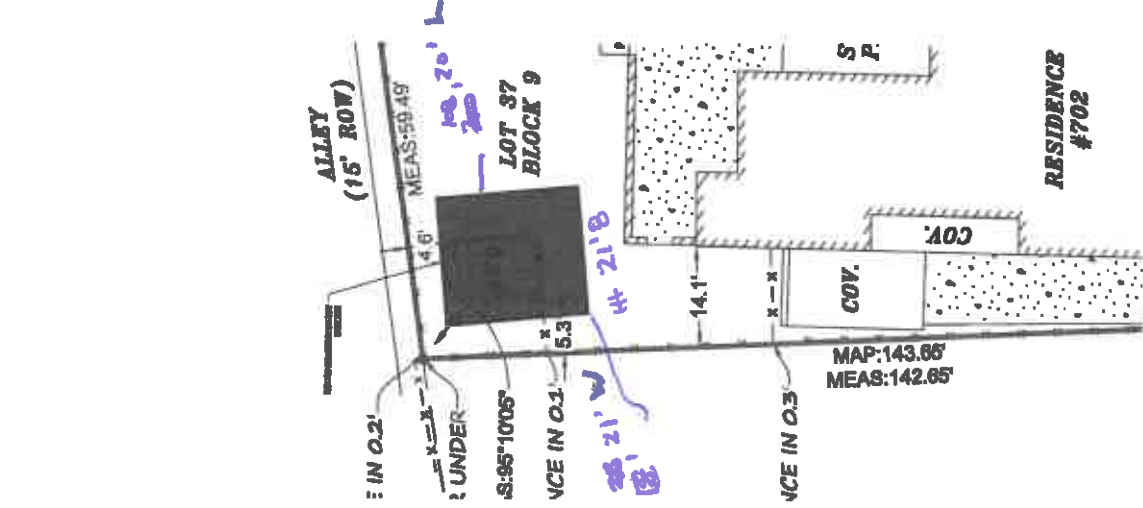 ALLEY
(15' ROW)
MEAS:59.49'
20' L
LOT 37
BLOCK 9
S
P.
RESIDENCE
#702
4.6'
COV.
COV.
H 21'8
14.1'
x — x
x
5.3
MAP:143.66'
MEAS:142.65'
IN 0.2'
— x — x —
UNDER
S:95°10'05"
NCE IN 0.1'
21' W
NCE IN 0.3'